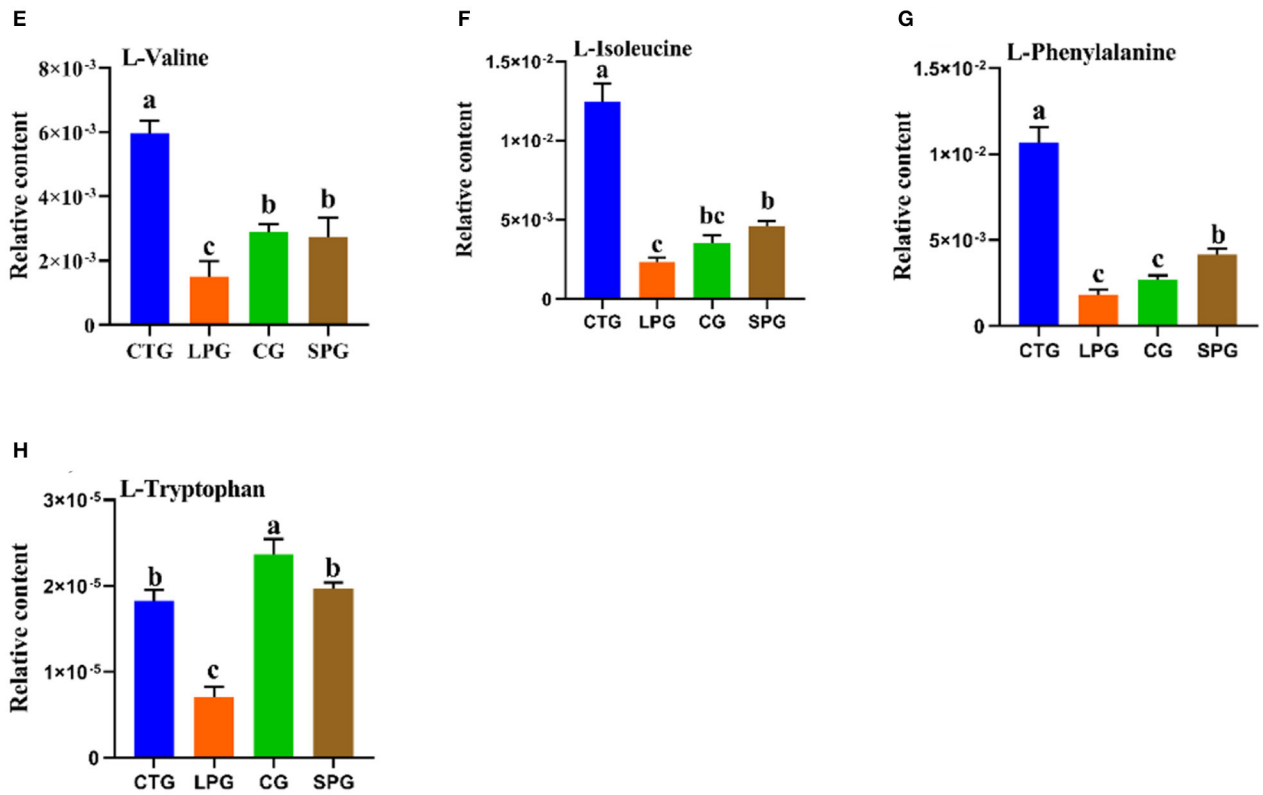 E
L-Valine
8×10⁻³
6×10⁻³
4×10⁻³
2×10⁻³
0
Relative content
a
c
b
b
CTG LPG CG SPG
F
L-Isoleucine
1.5×10⁻²
1×10⁻²
5×10⁻³
0
Relative content
a
c
bc
b
CTG LPG CG SPG
G
L-Phenylalanine
1.5×10⁻²
1×10⁻²
5×10⁻³
0
Relative content
a
c
c
b
CTG LPG CG SPG
H
L-Tryptophan
3×10⁻⁵
2×10⁻⁵
1×10⁻⁵
0
Relative content
b
c
a
b
CTG LPG CG SPG